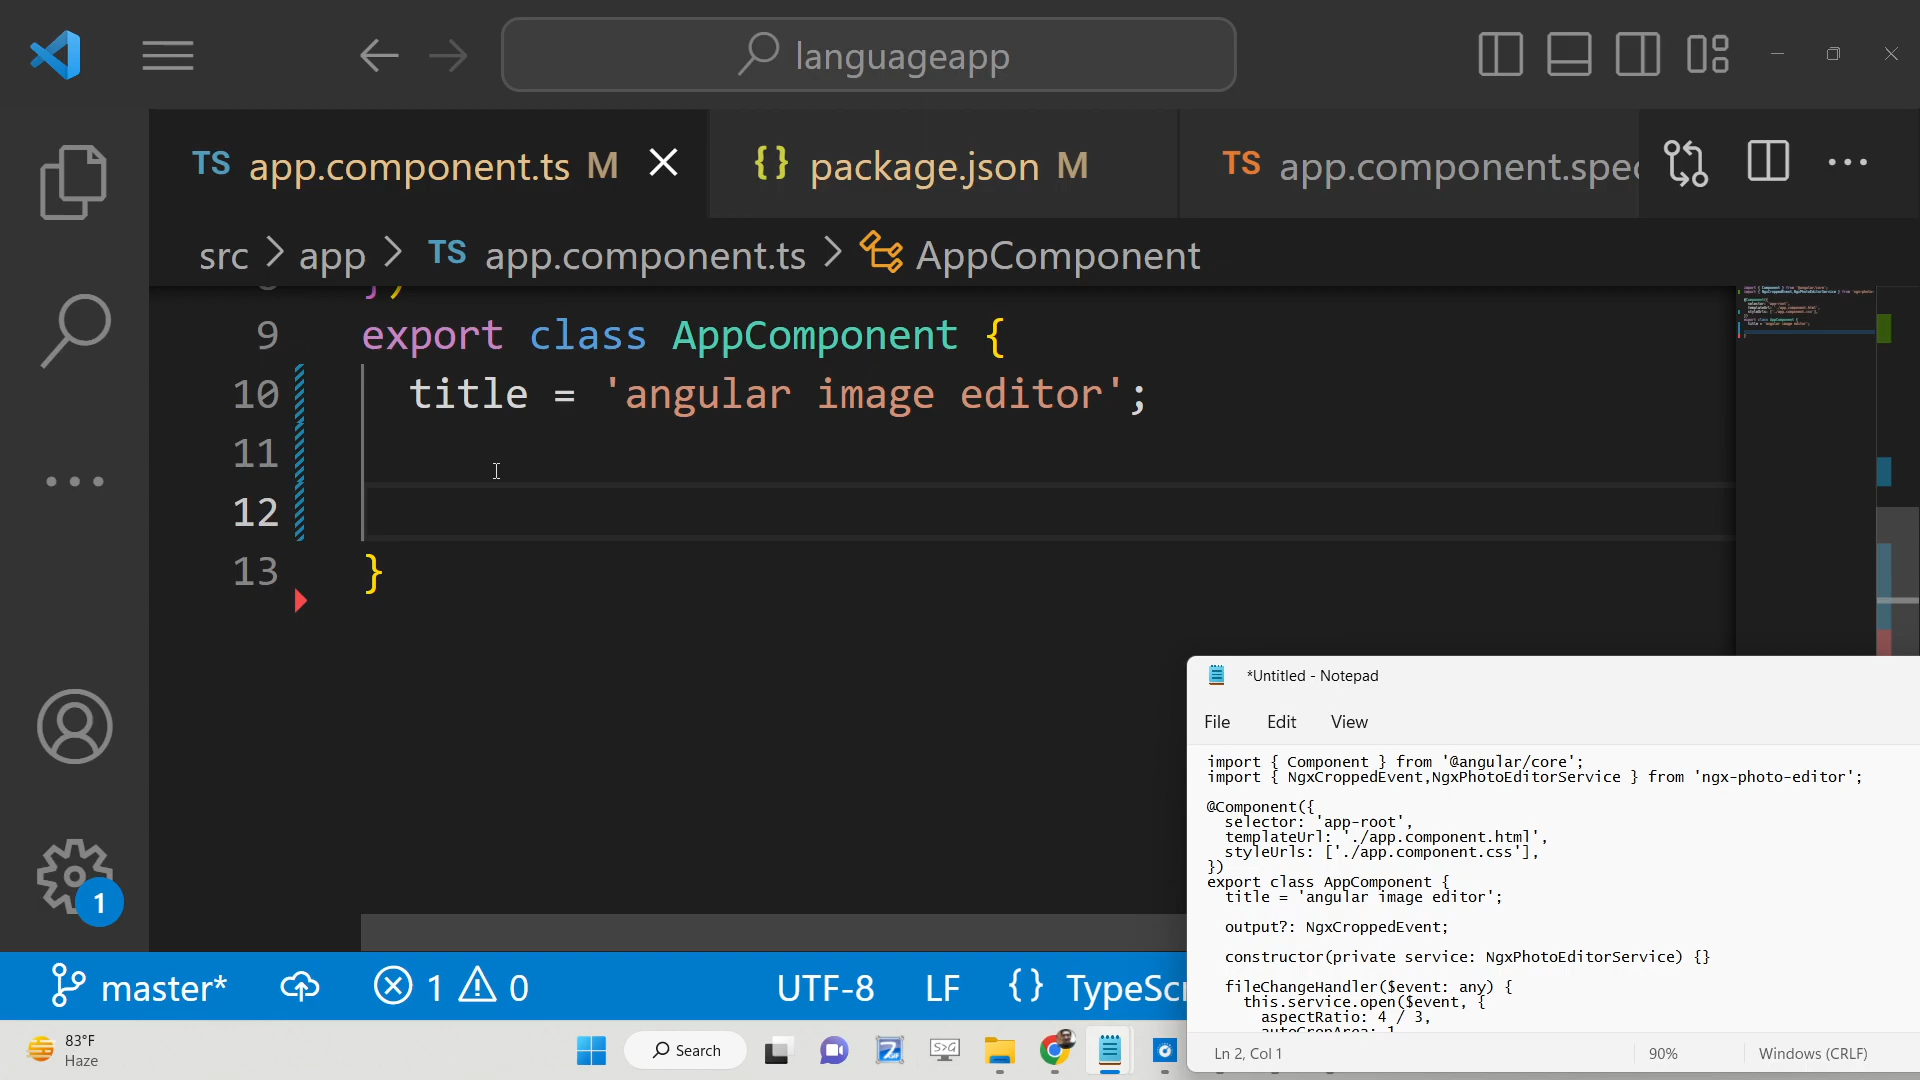 languageapp
TS app.component.ts M
{} package.json M
TS app.component.spec
src > app > TS app.component.ts > AppComponent
9 export class AppComponent {
10 title = 'angular image editor';
11
12
13 }
1
master*
1 0
UTF-8
LF
{} TypeScr
*Untitled - Notepad
File Edit View
import { Component } from '@angular/core';
import { NgxCroppedEvent,NgxPhotoEditorService } from 'ngx-photo-editor';
@Component({
selector: 'app-root',
templateUrl: './app.component.html',
styleUrls: ['./app.component.css'],
})
export class AppComponent {
title = 'angular image editor';
output?: NgxCroppedEvent;
constructor(private service: NgxPhotoEditorService) {}
fileChangeHandler($event: any) {
this.service.open($event, {
aspectRatio: 4 / 3,
autoCropArea: 1
Ln 2, Col 1
90%
Windows (CRLF)
83°F
Haze
Search